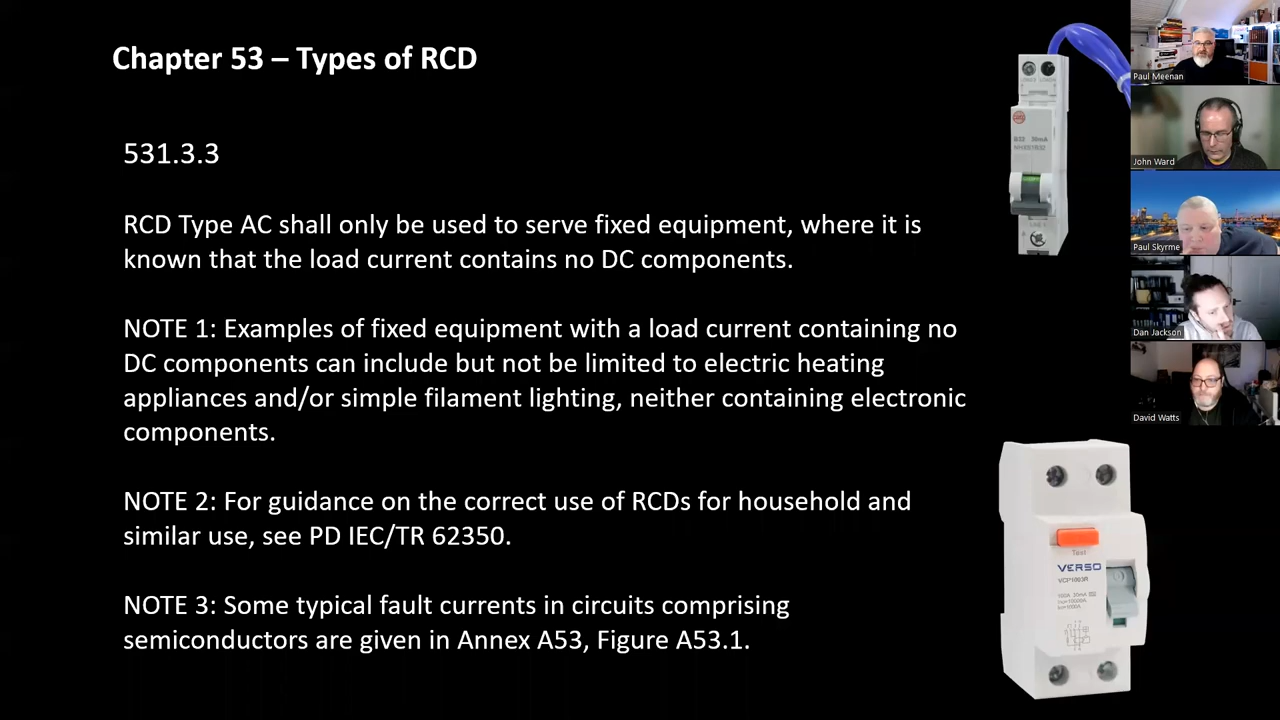 Chapter 53 – Types of RCD
531.3.3
RCD Type AC shall only be used to serve fixed equipment, where it is
known that the load current contains no DC components.
NOTE 1: Examples of fixed equipment with a load current containing no
DC components can include but not be limited to electric heating
appliances and/or simple filament lighting, neither containing electronic
components.
NOTE 2: For guidance on the correct use of RCDs for household and
similar use, see PD IEC/TR 62350.
NOTE 3: Some typical fault currents in circuits comprising
semiconductors are given in Annex A53, Figure A53.1.
B32 30mA
Test
VERSO
VCP1003R
Paul Meenan
John Ward
Paul Skyrme
Dan Jackson
David Watts